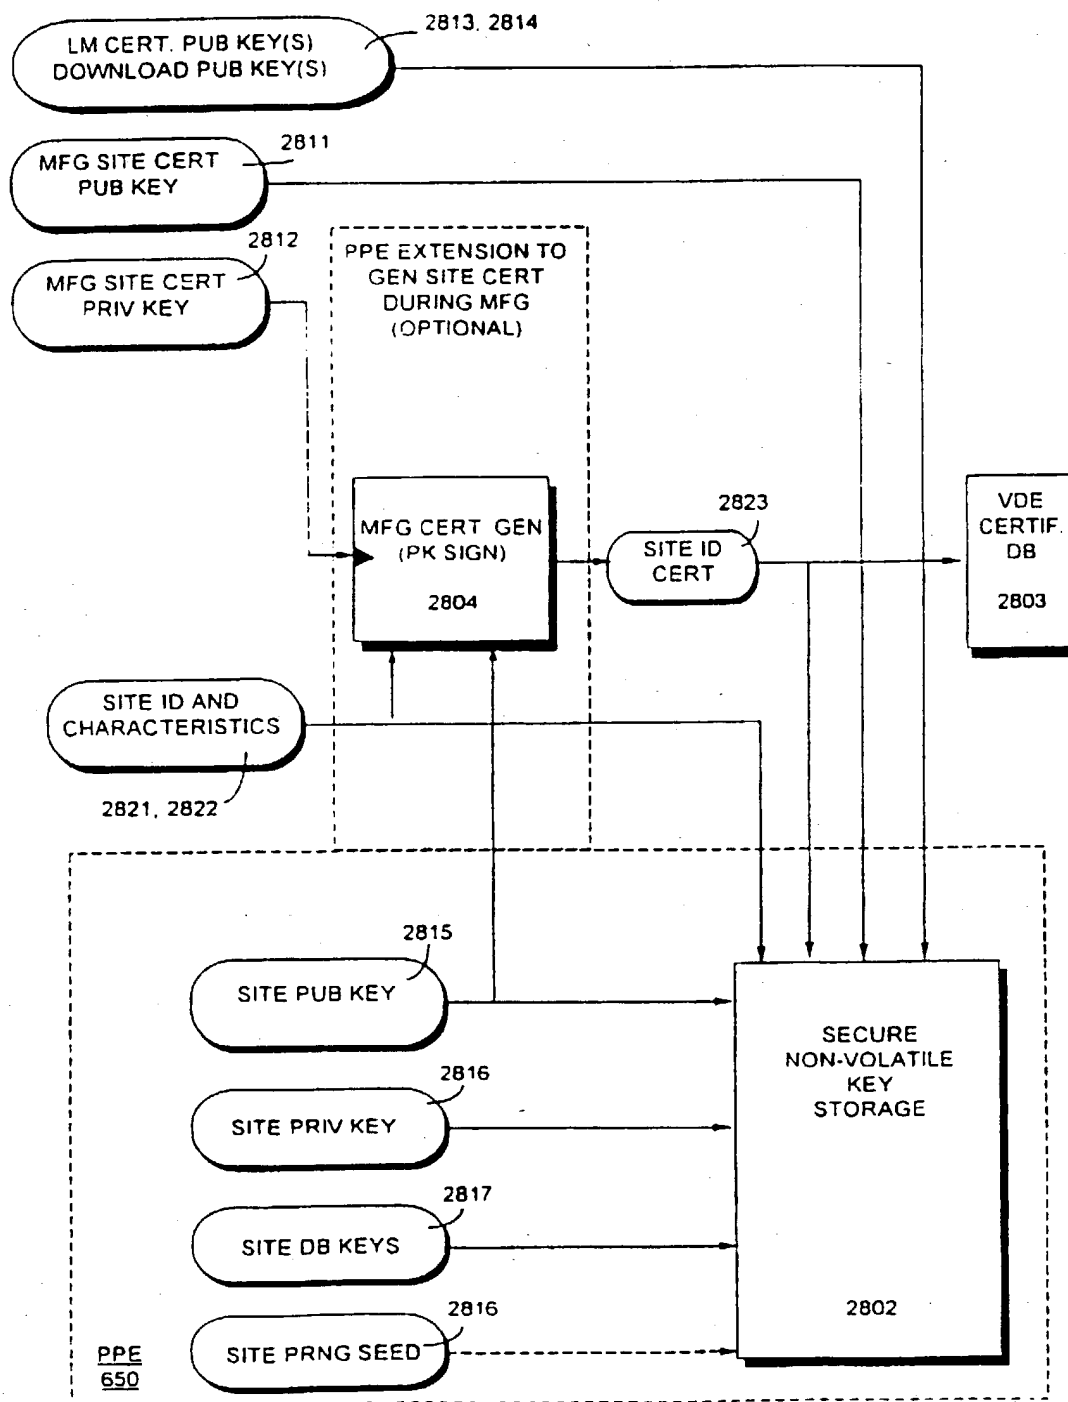 2813, 2814
LM CERT. PUB KEY(S)
DOWNLOAD PUB KEY(S)
2811
MFG SITE CERT
PUB KEY
2812
MFG SITE CERT
PRIV KEY
PPE EXTENSION TO
GEN SITE CERT
DURING MFG
(OPTIONAL)
MFG CERT GEN
(PK SIGN)
2804
2823
SITE ID
CERT
VDE
CERTIF.
DB
2803
SITE ID AND
CHARACTERISTICS
2821, 2822
2815
SITE PUB KEY
2816
SITE PRIV KEY
2817
SITE DB KEYS
2816
SITE PRNG SEED
SECURE
NON-VOLATILE
KEY
STORAGE
2802
PPE
650